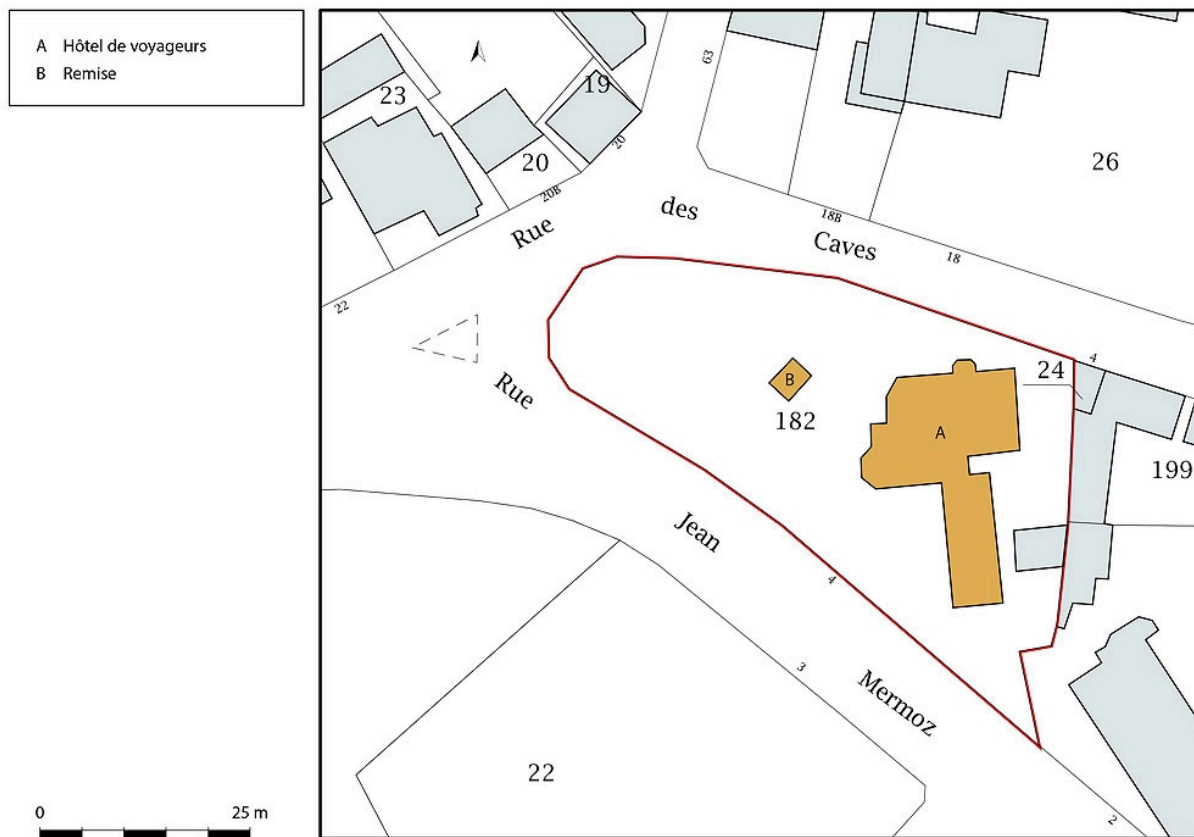 A Hôtel de voyageurs
B Remise
63
19
23
20
20
20B
26
des
Rue
18B
Caves
18
22
4
24
Rue
B
182
A
199
Jean
4
3
Mermoz
22
2
0 25 m